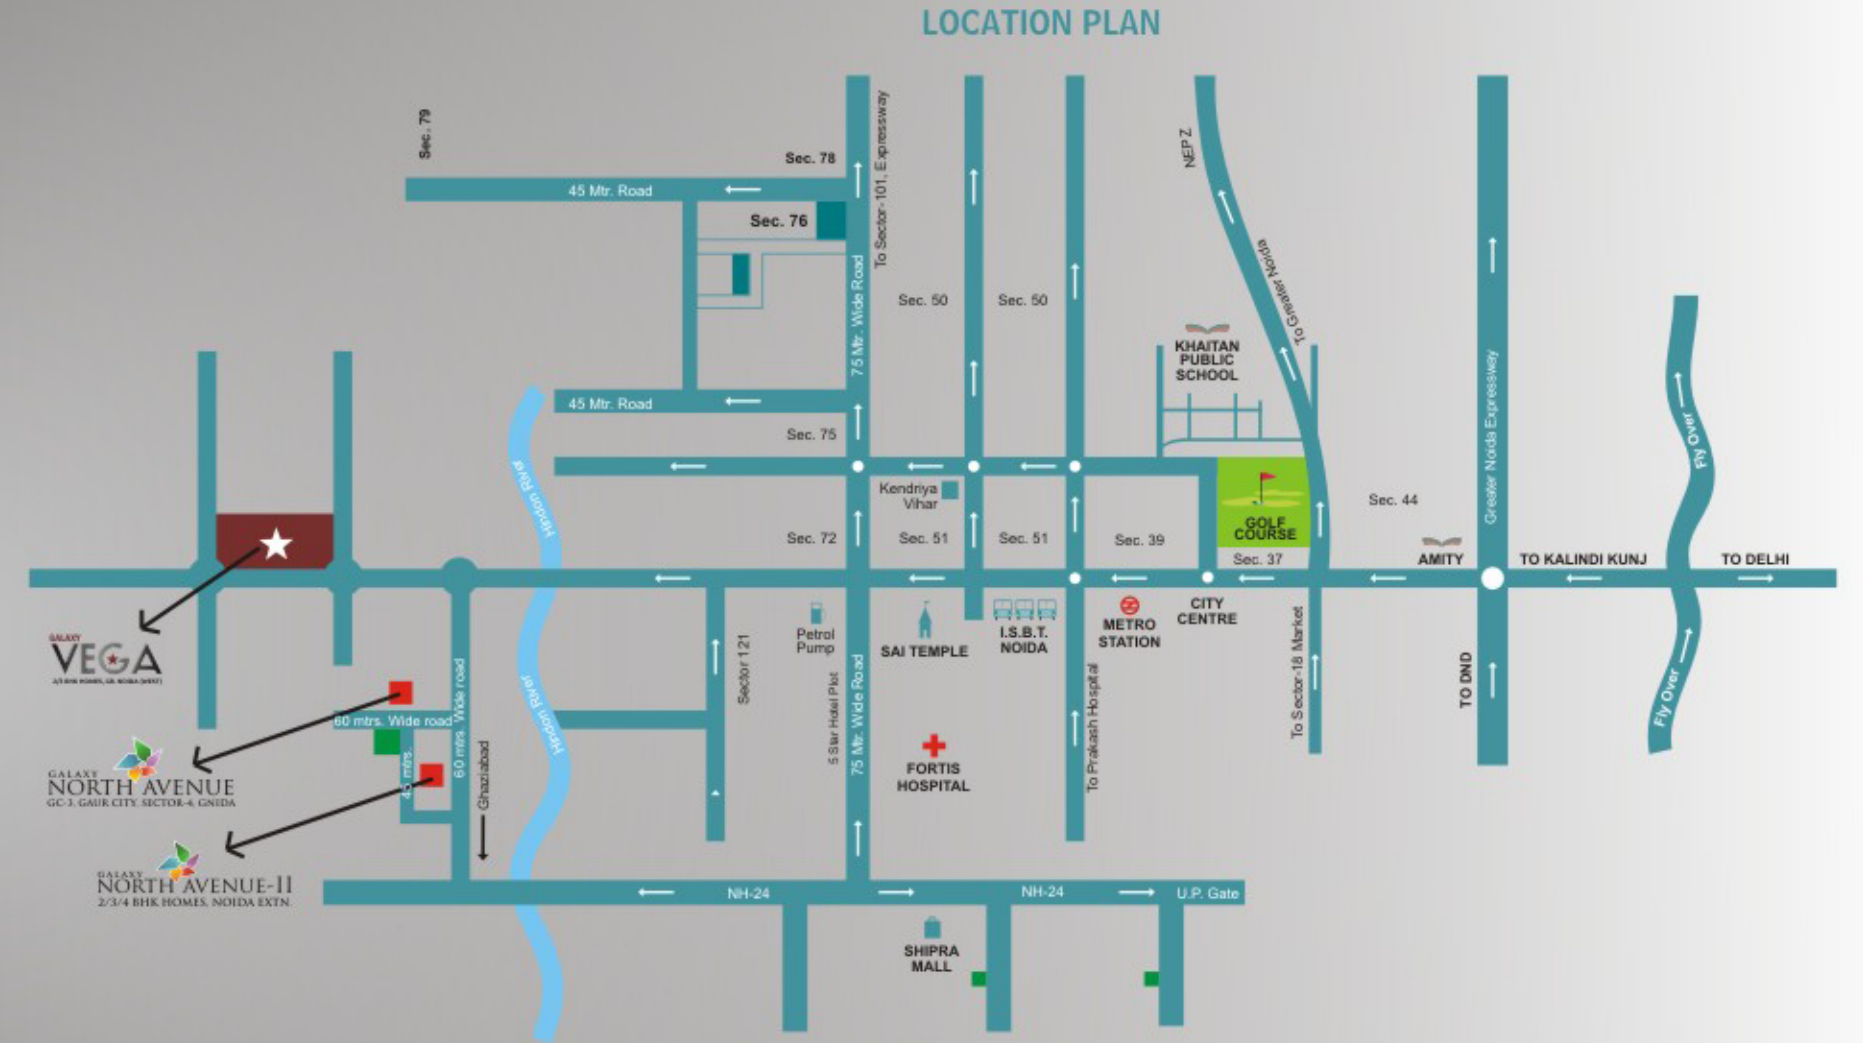 LOCATION PLAN
Sec. 79
Sec. 78
45 Mtr. Road
Sec. 76
To Sector-101, Expressway
75 Mtr. Wide Road
Sec. 50
Sec. 50
NEPZ
To Greater Noida
KHAITAN
PUBLIC
SCHOOL
Greater Noida Expressway
Fly Over
45 Mtr. Road
Sec. 75
Hindon River
Kendriya
Vihar
Sec. 72
Sec. 51
Sec. 51
Sec. 39
GOLF
COURSE
Sec. 37
Sec. 44
AMITY
TO KALINDI KUNJ
TO DELHI
GALAXY
VEGA
2/3 BHK HOMES, GR. NOIDA (WEST)
Sector 121
Petrol
Pump
SAI TEMPLE
I.S.B.T.
NOIDA
METRO
STATION
CITY
CENTRE
To Sector-18 Market
TO DND
Fly Over
60 mtrs. Wide road
60 mtrs. Wide road
45 mtrs.
Ghaziabad
Hindon River
5 Star Hotel Plot
75 Mtr. Wide Road
To Prakash Hospital
FORTIS
HOSPITAL
GALAXY
NORTH AVENUE
GC-3, GAUR CITY, SECTOR-4, GNIDA
GALAXY
NORTH AVENUE-II
2/3/4 BHK HOMES, NOIDA EXTN.
NH-24
NH-24
U.P. Gate
SHIPRA
MALL